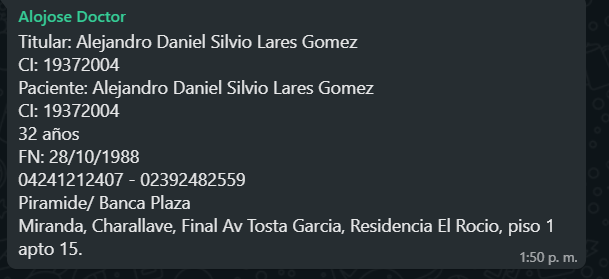 Alojose Doctor
Titular: Alejandro Daniel Silvio Lares Gomez
CI: 19372004
Paciente: Alejandro Daniel Silvio Lares Gomez
CI: 19372004
32 años
FN: 28/10/1988
04241212407 - 02392482559
Piramide/ Banca Plaza
Miranda, Charallave, Final Av Tosta Garcia, Residencia El Rocio, piso 1
apto 15.
1:50 p. m.